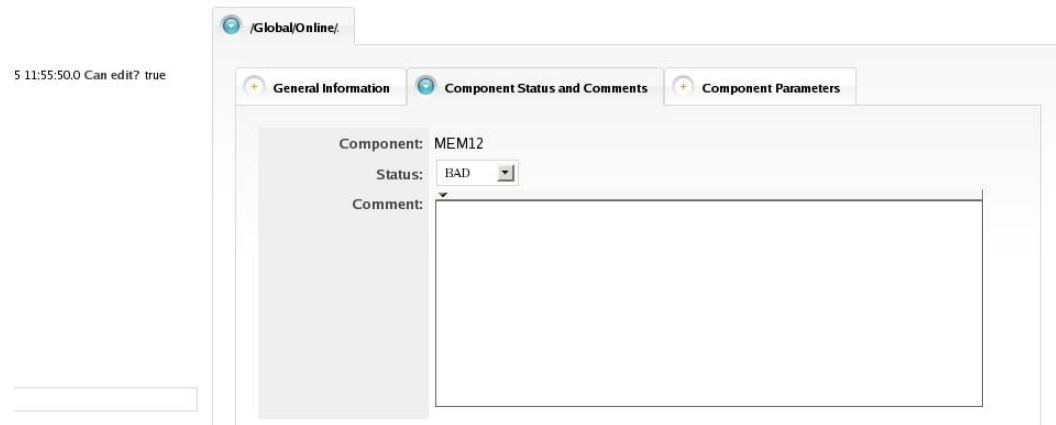 /Global/Online/.
5 11:55:50.0 Can edit? true
General Information
Component Status and Comments
Component Parameters
Component: MEM12
Status: BAD
Comment: